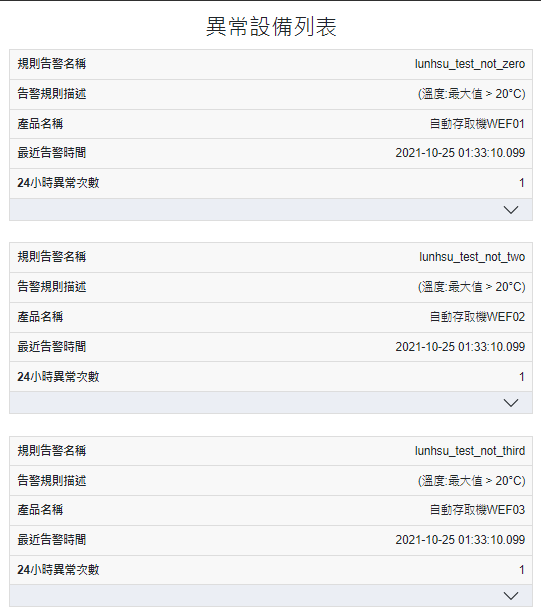 異常設備列表
規則告警名稱 lunhsu_test_not_zero
告警規則描述 (溫度:最大值 > 20°C)
產品名稱 自動存取機WEF01
最近告警時間 2021-10-25 01:33:10.099
24小時異常次數 1
規則告警名稱 lunhsu_test_not_two
告警規則描述 (溫度:最大值 > 20°C)
產品名稱 自動存取機WEF02
最近告警時間 2021-10-25 01:33:10.099
24小時異常次數 1
規則告警名稱 lunhsu_test_not_third
告警規則描述 (溫度:最大值 > 20°C)
產品名稱 自動存取機WEF03
最近告警時間 2021-10-25 01:33:10.099
24小時異常次數 1